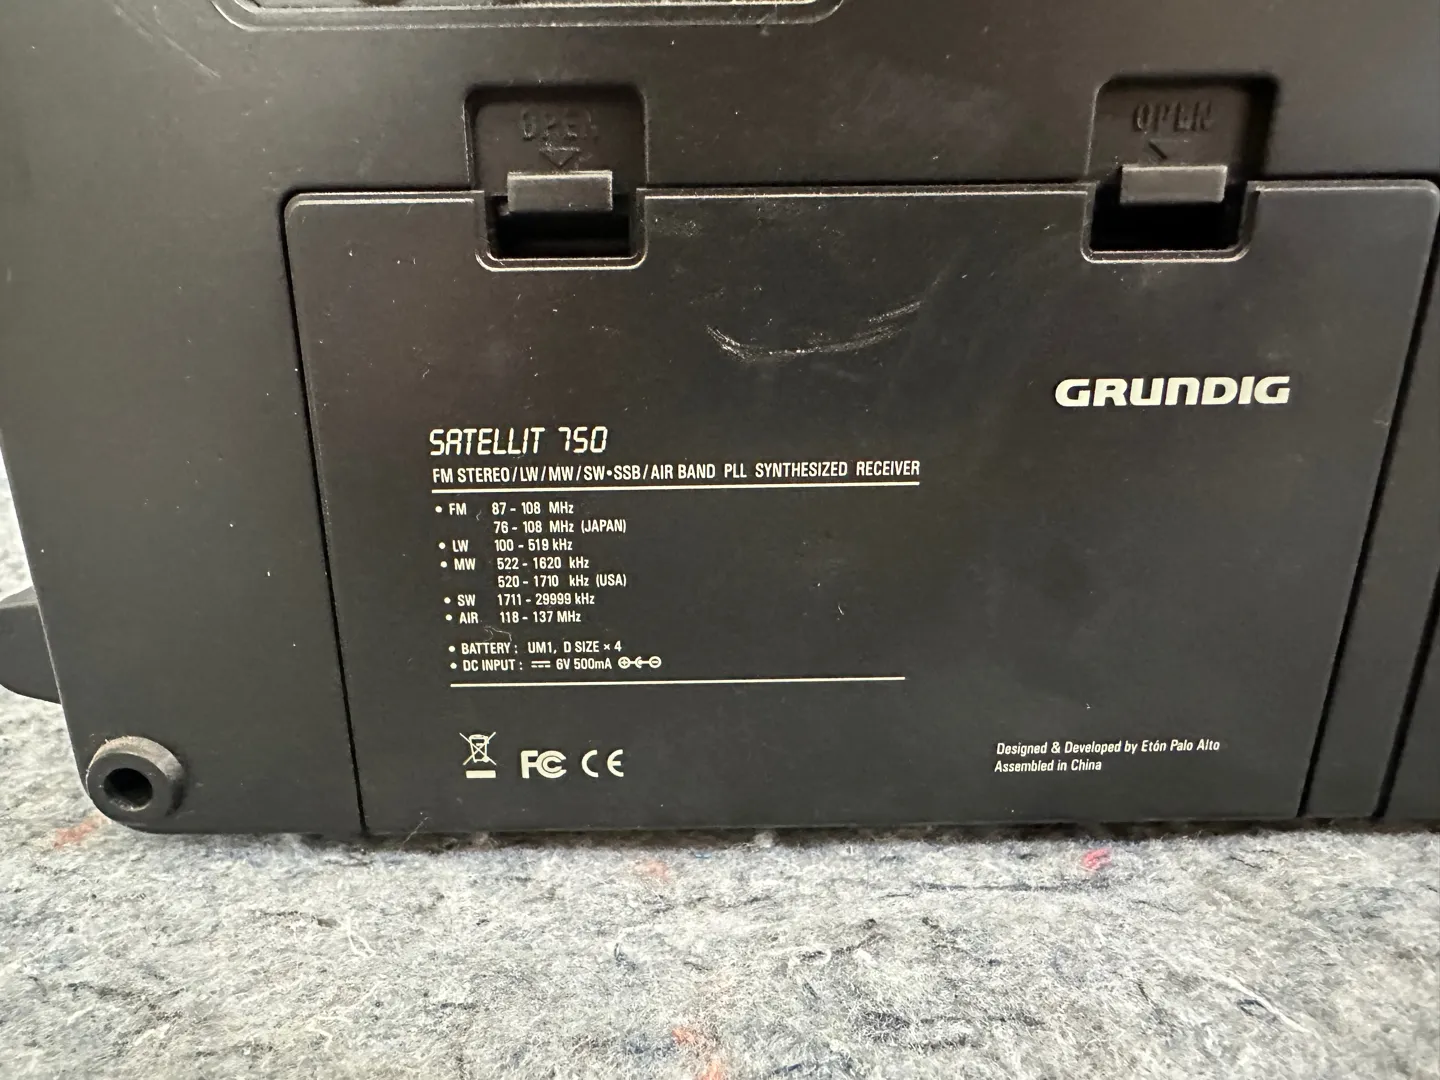 OPEN
OPEN
GRUNDIG
SATELLIT 750
FM STEREO/LW/MW/SW•SSB/AIR BAND PLL SYNTHESIZED RECEIVER
• FM 87 - 108 MHz
76 - 108 MHz (JAPAN)
• LW 100 - 519 kHz
• MW 522 - 1620 kHz
520 - 1710 kHz (USA)
• SW 1711 - 29999 kHz
• AIR 118 - 137 MHz
• BATTERY : UM1, D SIZE × 4
• DC INPUT : ⎓ 6V 500mA
FC CE
Designed & Developed by Etón Palo Alto
Assembled in China